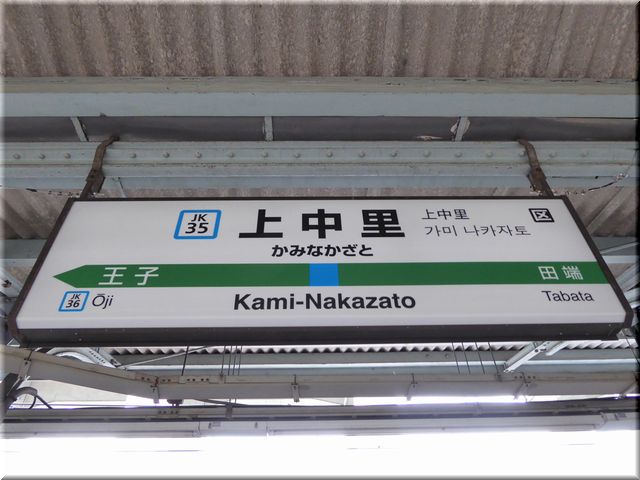 JK
35
上中里
上中里
가미 나카자토
区
かみなかざと
王子
田端
JK
36
Ōji
Kami-Nakazato
Tabata